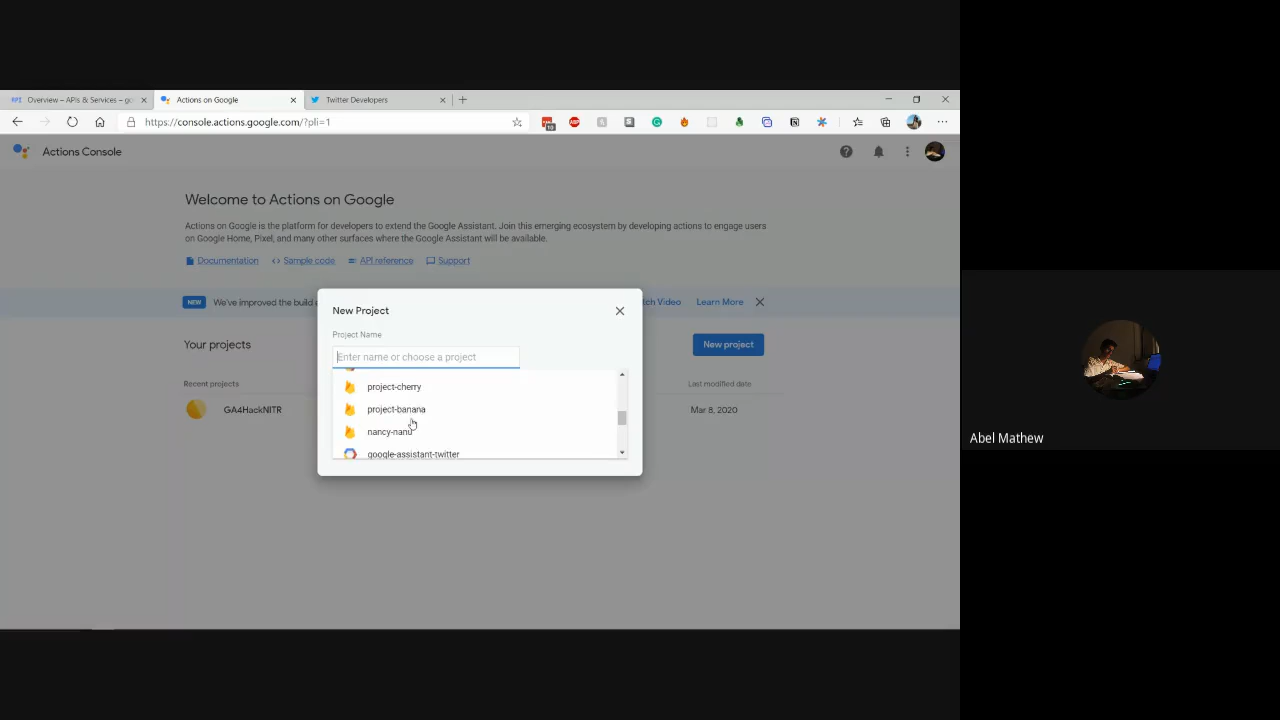 Overview – APIs & Services – go
Actions on Google
Twitter Developers
https://console.actions.google.com/?pli=1
10
ABP
Actions Console
Welcome to Actions on Google
Actions on Google is the platform for developers to extend the Google Assistant. Join this emerging ecosystem by developing actions to engage users
on Google Home, Pixel, and many other surfaces where the Google Assistant will be available.
Documentation
Sample code
API reference
Support
NEW We've improved the build
tch Video
Learn More
Your projects
New project
Recent projects
Last modified date
GA4HackNITR
Mar 8, 2020
New Project
Project Name
Enter name or choose a project
project-cherry
project-banana
nancy-nanu
google-assistant-twitter
Abel Mathew